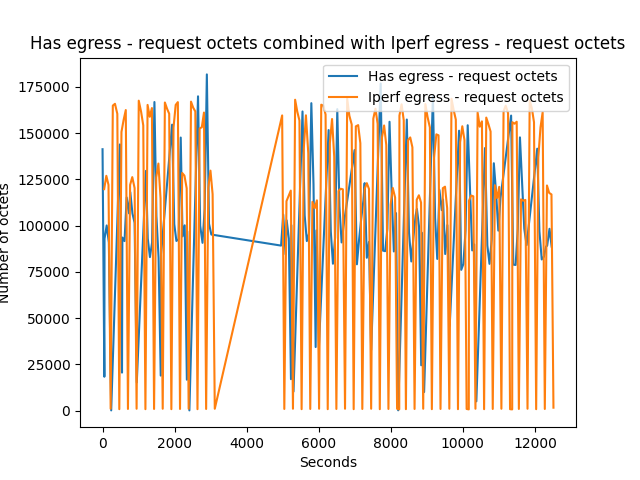 Has egress - request octets combined with Iperf egress - request octets
Has egress - request octets
Iperf egress - request octets
175000
150000
125000
100000
75000
50000
25000
0
Number of octets
0 2000 4000 6000 8000 10000 12000
Seconds